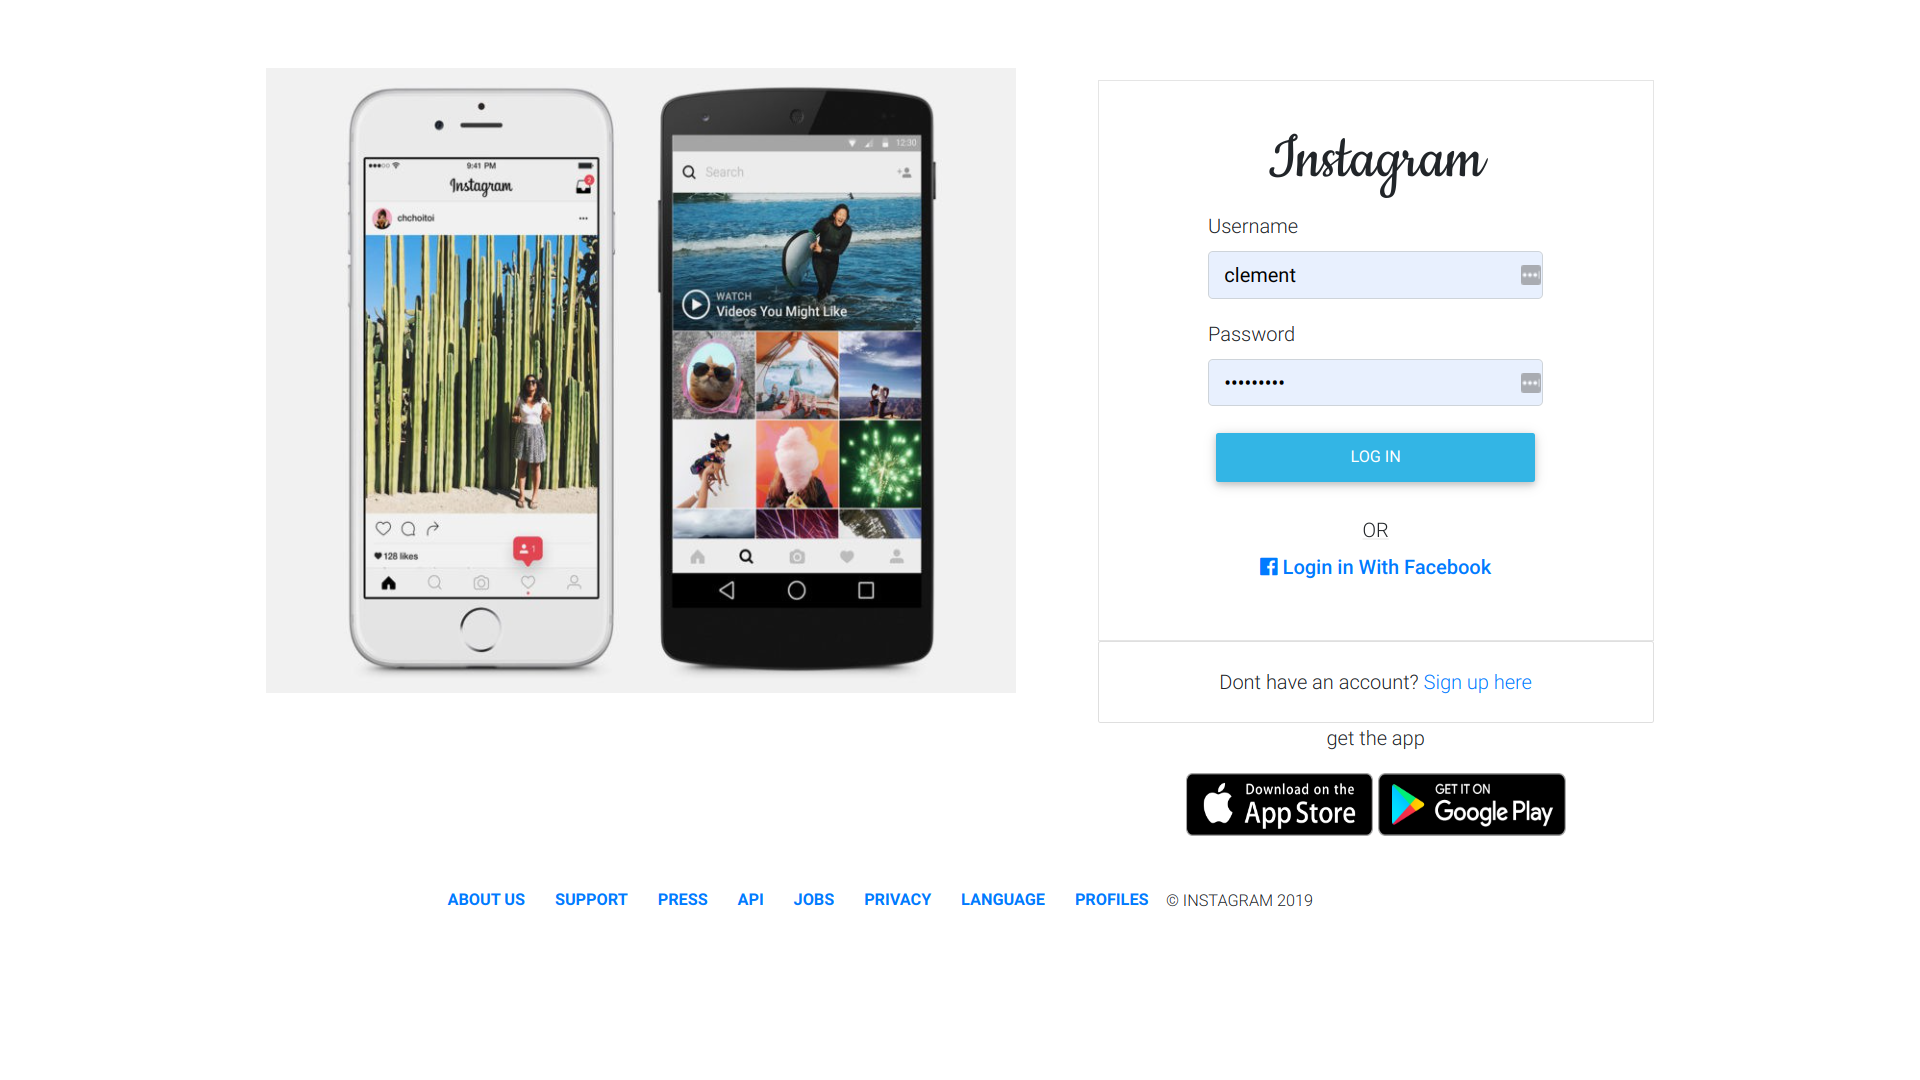 9:41 PM
Instagram
2
chchoitoi
128 likes
1
12:30
Search
WATCH
Videos You Might Like
Instagram
Username
clement
Password
•••••••••
LOG IN
OR
Login in With Facebook
Dont have an account? Sign up here
get the app
Download on the
App Store
GET IT ON
Google Play
ABOUT US SUPPORT PRESS API JOBS PRIVACY LANGUAGE PROFILES © INSTAGRAM 2019